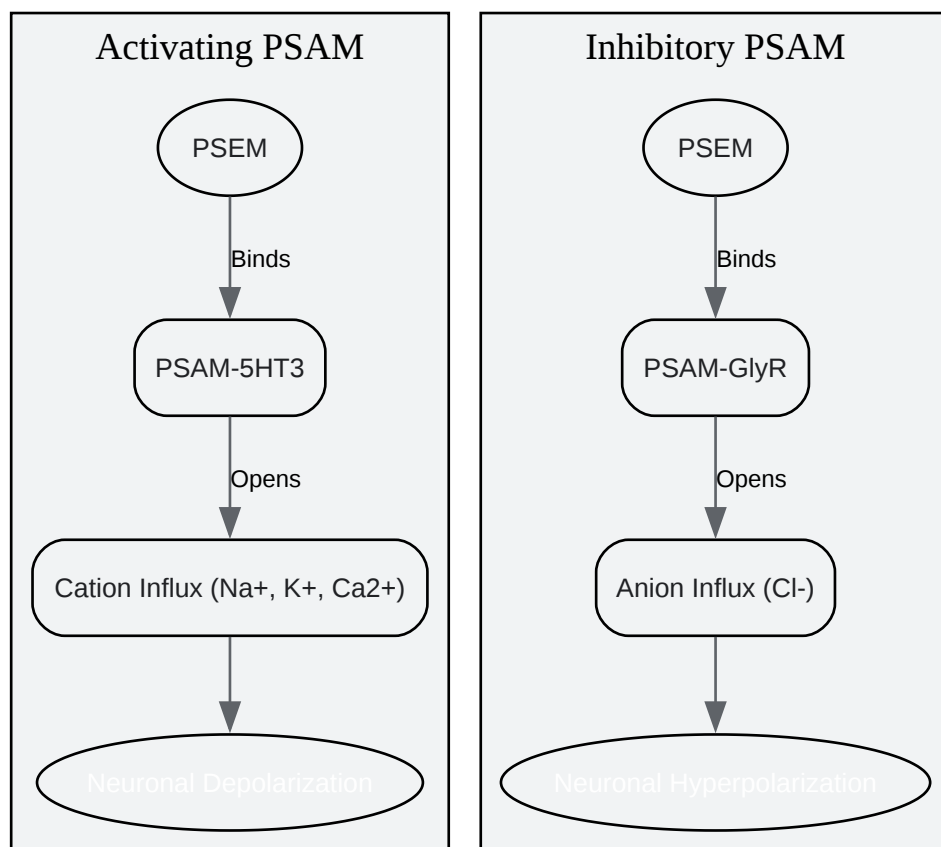 Activating PSAM
PSEM
Binds
PSAM-5HT3
Opens
Cation Influx (Na+, K+, Ca2+)
Neuronal Depolarization
Inhibitory PSAM
PSEM
Binds
PSAM-GlyR
Opens
Anion Influx (Cl-)
Neuronal Hyperpolarization